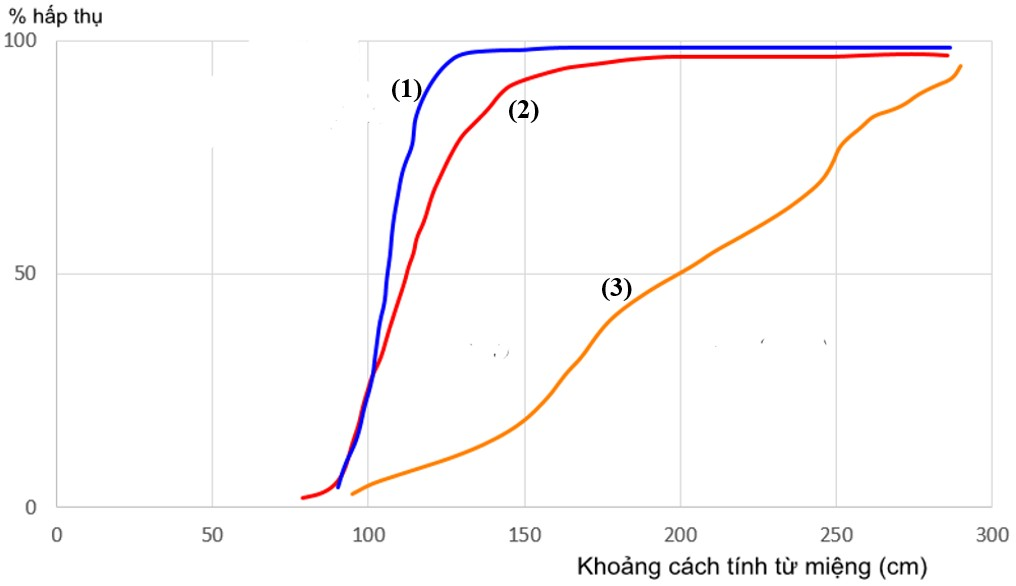 % hấp thụ
100
(1)
(2)
50
(3)
0
0 50 100 150 200 250 300
Khoảng cách tính từ miệng (cm)